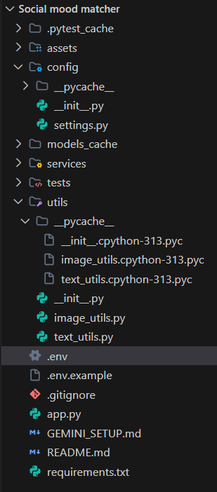 Social mood matcher
.pytest_cache
assets
config
__pycache__
__init__.py
settings.py
models_cache
services
tests
utils
__pycache__
__init__.cpython-313.pyc
image_utils.cpython-313.pyc
text_utils.cpython-313.pyc
__init__.py
image_utils.py
text_utils.py
.env
.env.example
.gitignore
app.py
GEMINI_SETUP.md
README.md
requirements.txt